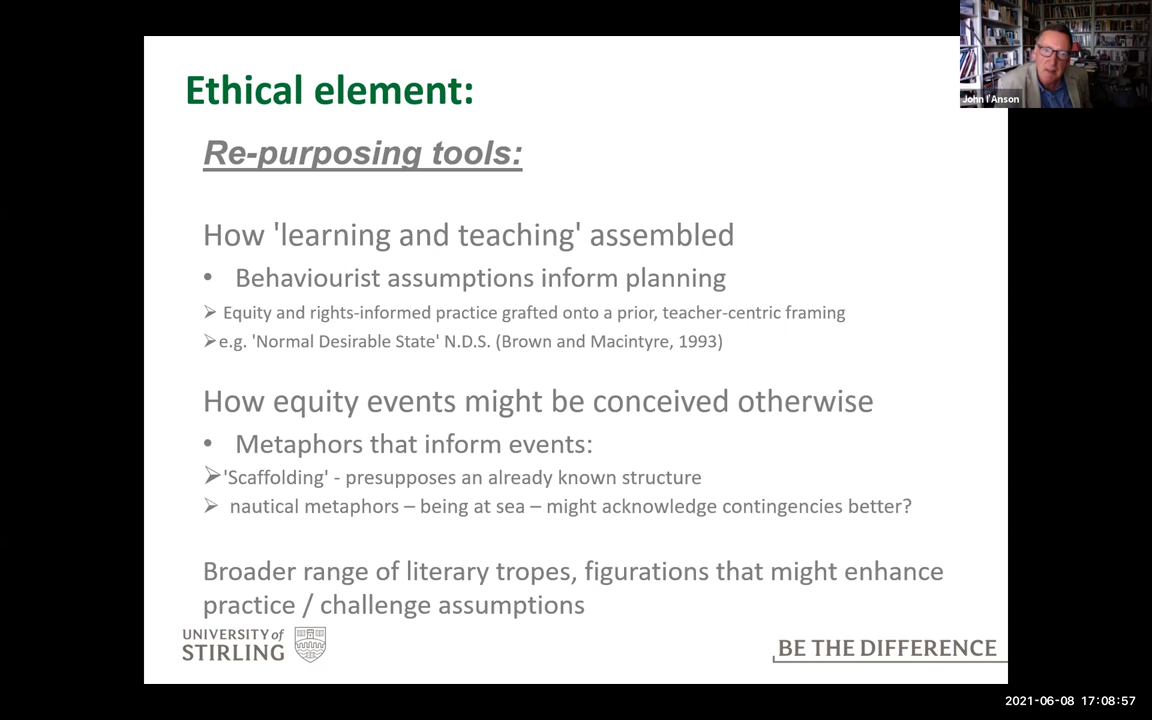 Ethical element:
Re-purposing tools:
How 'learning and teaching' assembled
• Behaviourist assumptions inform planning
➢ Equity and rights-informed practice grafted onto a prior, teacher-centric framing
➢ e.g. 'Normal Desirable State' N.D.S. (Brown and Macintyre, 1993)
How equity events might be conceived otherwise
• Metaphors that inform events:
➢ 'Scaffolding' - presupposes an already known structure
➢ nautical metaphors – being at sea – might acknowledge contingencies better?
Broader range of literary tropes, figurations that might enhance
practice / challenge assumptions
UNIVERSITY of
STIRLING
BE THE DIFFERENCE
John I'Anson
2021-06-08 17:08:57